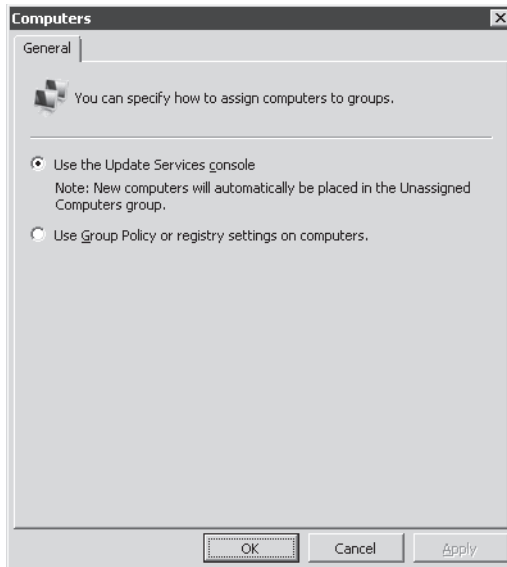 Computers
General
You can specify how to assign computers to groups.
Use the Update Services console
Note: New computers will automatically be placed in the Unassigned
Computers group.
Use Group Policy or registry settings on computers.
OK Cancel Apply